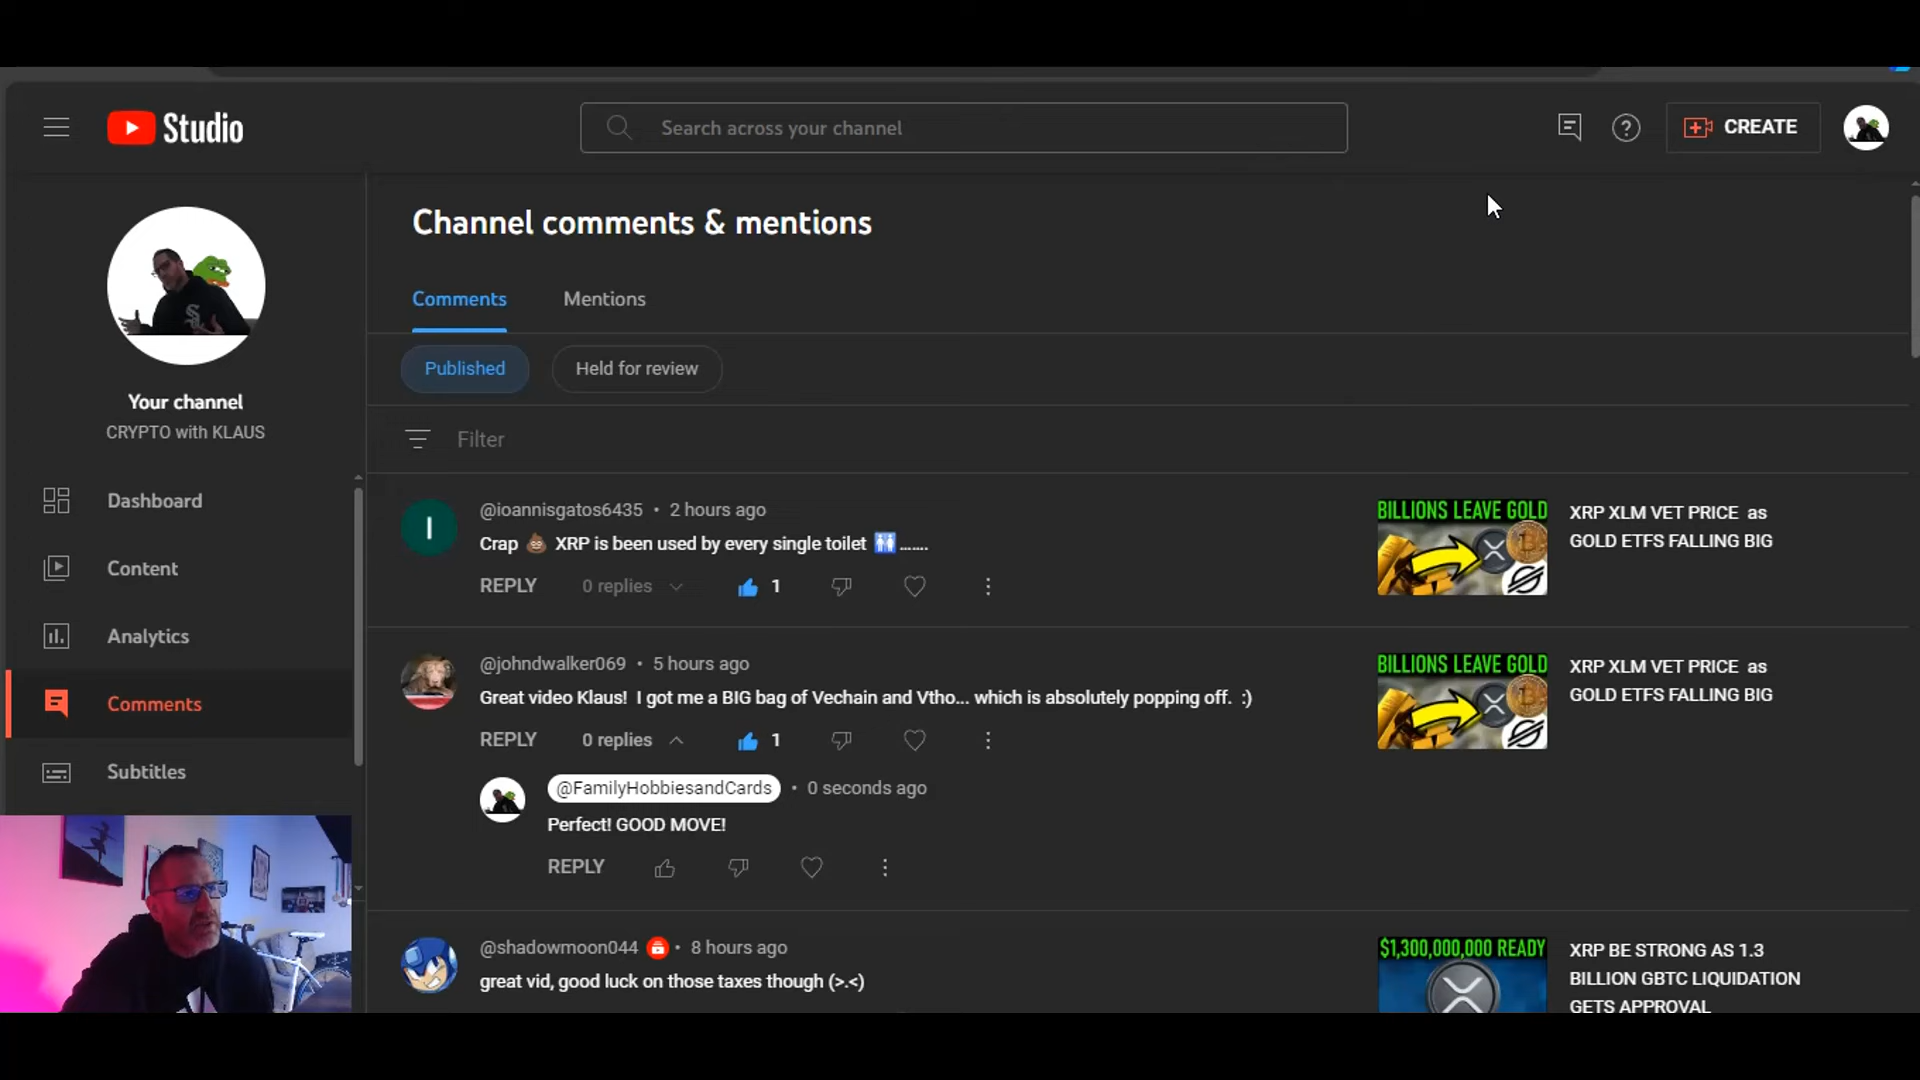 Studio
Search across your channel
CREATE
Channel comments & mentions
Comments
Mentions
Published
Held for review
Your channel
CRYPTO with KLAUS
Filter
Dashboard
Content
Analytics
Comments
Subtitles
@ioannisgatos6435 • 2 hours ago
Crap 💩 XRP is been used by every single toilet 🚻.......
REPLY
0 replies
1
BILLIONS LEAVE GOLD
XRP XLM VET PRICE as
GOLD ETFS FALLING BIG
@johndwalker069 • 5 hours ago
Great video Klaus! I got me a BIG bag of Vechain and Vtho... which is absolutely popping off. :)
REPLY
0 replies
1
BILLIONS LEAVE GOLD
XRP XLM VET PRICE as
GOLD ETFS FALLING BIG
@FamilyHobbiesandCards • 0 seconds ago
Perfect! GOOD MOVE!
REPLY
@shadowmoon044 • 8 hours ago
great vid, good luck on those taxes though (>.<)
$1,300,000,000 READY
XRP BE STRONG AS 1.3
BILLION GBTC LIQUIDATION
GETS APPROVAL